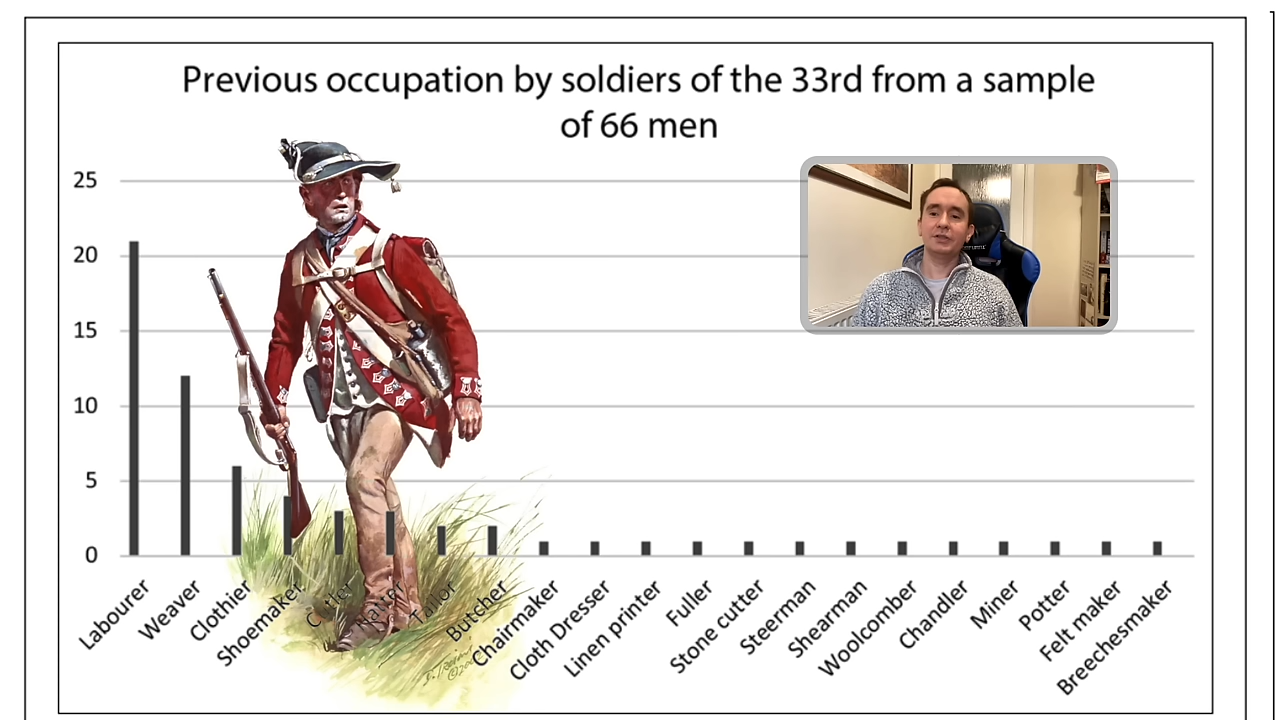 Previous occupation by soldiers of the 33rd from a sample
of 66 men
25
20
15
10
5
0
Labourer
Weaver
Clothier
Shoemaker
Cutler
Tailor
Butcher
Chairmaker
Cloth Dresser
Linen printer
Fuller
Stone cutter
Steerman
Shearman
Woolcomber
Chandler
Miner
Potter
Felt maker
Breechesmaker